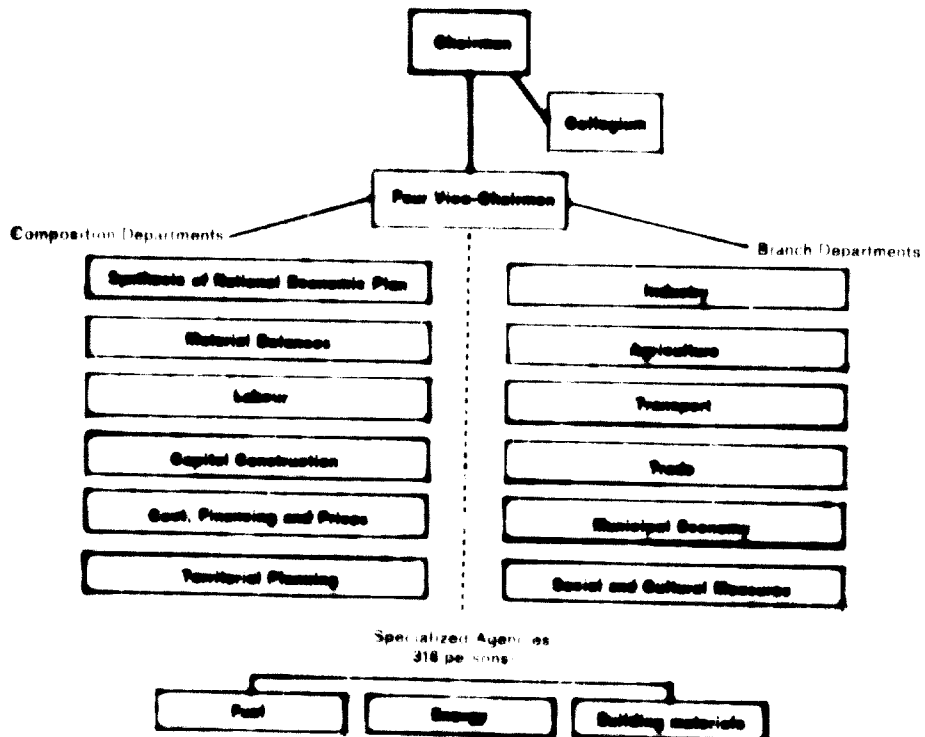 Chairman
Collegium
Four Vice-Chairmen
Composition Departments
Branch Departments
Synthesis of National Economic Plan
Material Balances
Labour
Capital Construction
Cost, Financing and Prices
Territorial Planning
Industry
Agriculture
Transport
Trade
Municipal Economy
Social and Cultural Measures
Specialized Agencies
318 persons
Fuel
Energy
Building materials